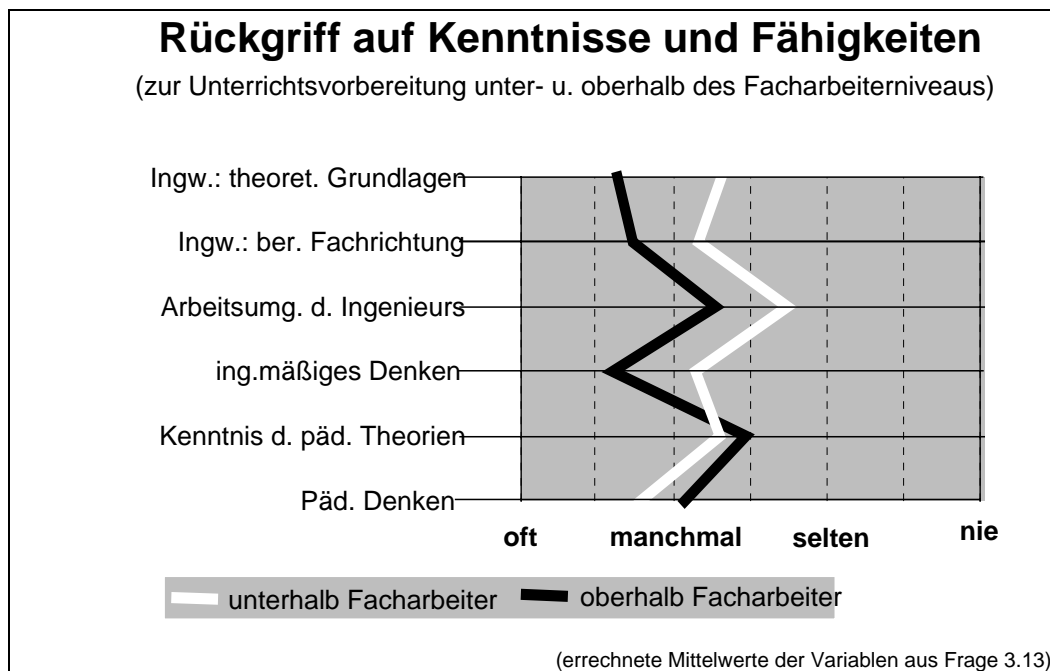 Rückgriff auf Kenntnisse und Fähigkeiten
(zur Unterrichtsvorbereitung unter- u. oberhalb des Facharbeiterniveaus)
Ingw.: theoret. Grundlagen
Ingw.: ber. Fachrichtung
Arbeitsumg. d. Ingenieurs
ing.mäßiges Denken
Kenntnis d. päd. Theorien
Päd. Denken
oft manchmal selten nie
unterhalb Facharbeiter oberhalb Facharbeiter
(errechnete Mittelwerte der Variablen aus Frage 3.13)